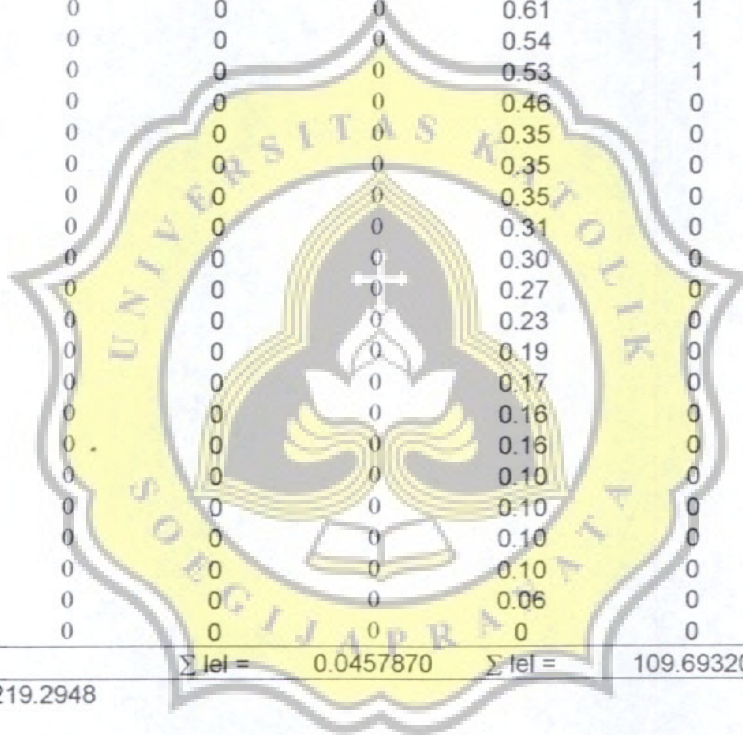 0 0 0 0.61 1
0 0 0 0.54 1
0 0 0 0.53 1
0 0 0 0.46 0
0 0 0 0.35 0
0 0 0 0.35 0
0 0 0 0.35 0
0 0 0 0.31 0
0 0 0 0.30 0
0 0 0 0.27 0
0 0 0 0.23 0
0 0 0 0.19 0
0 0 0 0.17 0
0 0 0 0.16 0
0 0 0 0.16 0
0 0 0 0.10 0
0 0 0 0.10 0
0 0 0 0.10 0
0 0 0 0.10 0
0 0 0 0.06 0
0 0 0 0 0
∑ lel = 0.0457870 ∑ lel = 109.69320
219.2948
UNIVERSITAS KATOLIK
SOEGIJAPRANATA